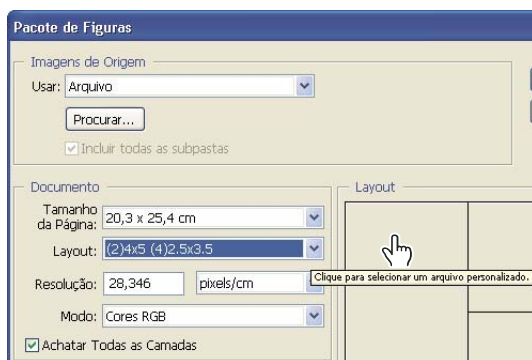 Pacote de Figuras
Imagens de Origem
Usar: Arquivo
Procurar...
Incluir todas as subpastas
Documento
Tamanho
da Página: 20,3 x 25,4 cm
Layout: (2)4x5 (4)2.5x3.5
Resolução: 28,346 pixels/cm
Modo: Cores RGB
Achatar Todas as Camadas
Layout
Clique para selecionar um arquivo personalizado.